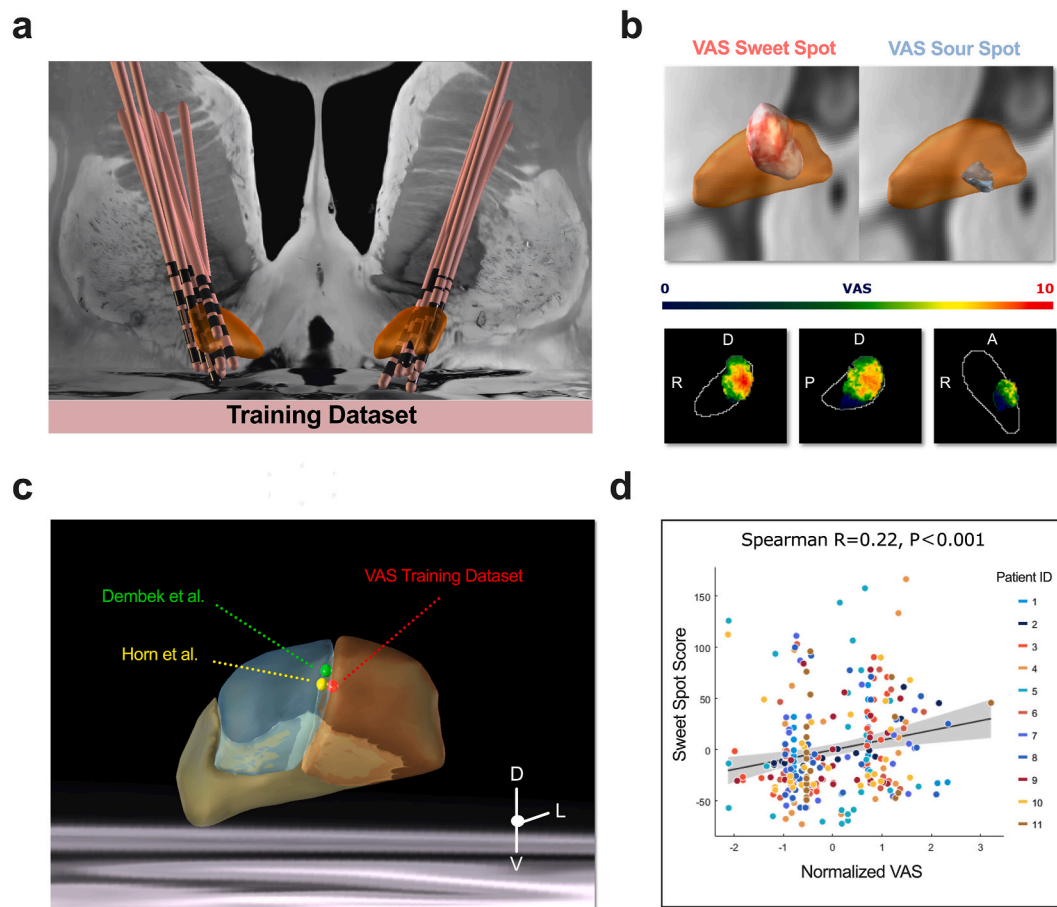 a
Training Dataset
b
VAS Sweet Spot VAS Sour Spot
0 VAS 10
D D A
R P R
c
VAS Training Dataset
Dembek et al.
Horn et al.
D
L
V
d
Spearman R=0.22, P<0.001
Patient ID
1
2
3
4
5
6
7
8
9
10
11
Sweet Spot Score
150
100
50
0
-50
-2 -1 0 1 2 3
Normalized VAS